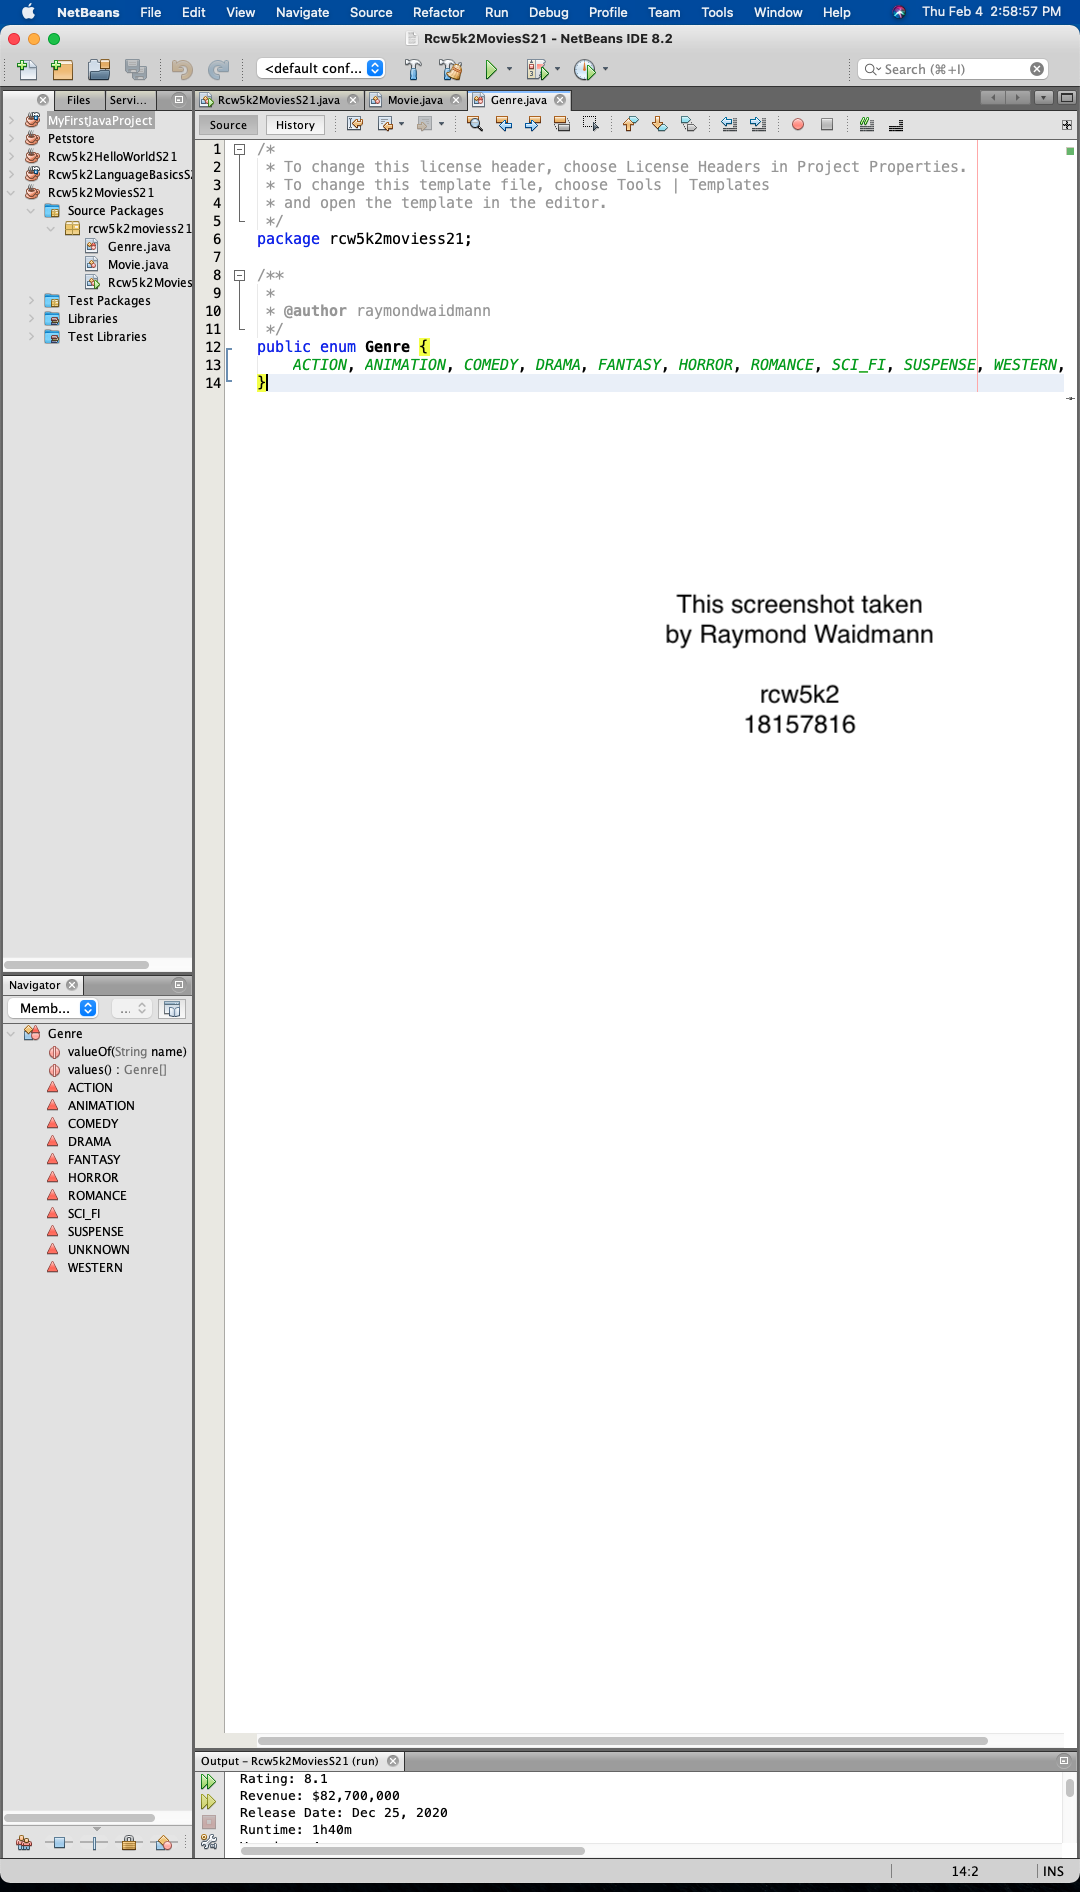 NetBeans File Edit View Navigate Source Refactor Run Debug Profile Team Tools Window Help Thu Feb 4 2:58:57 PM
Rcw5k2MoviesS21 - NetBeans IDE 8.2
<default conf... Search (⌘+I)
Files Servi... Rcw5k2MoviesS21.java Movie.java Genre.java
Source History
MyFirstJavaProject
Petstore
Rcw5k2HelloWorldS21
Rcw5k2LanguageBasicsS
Rcw5k2MoviesS21
Source Packages
rcw5k2moviess21
Genre.java
Movie.java
Rcw5k2Movies
Test Packages
Libraries
Test Libraries
1 /*
2 * To change this license header, choose License Headers in Project Properties.
3 * To change this template file, choose Tools | Templates
4 * and open the template in the editor.
5 */
6 package rcw5k2moviess21;
7
8 /**
9 *
10 * @author raymondwaidmann
11 */
12 public enum Genre {
13 ACTION, ANIMATION, COMEDY, DRAMA, FANTASY, HORROR, ROMANCE, SCI_FI, SUSPENSE, WESTERN,
14 }
This screenshot taken
by Raymond Waidmann
rcw5k2
18157816
Navigator
Memb... ...
Genre
valueOf(String name)
values() : Genre[]
ACTION
ANIMATION
COMEDY
DRAMA
FANTASY
HORROR
ROMANCE
SCI_FI
SUSPENSE
UNKNOWN
WESTERN
Output - Rcw5k2MoviesS21 (run)
Rating: 8.1
Revenue: $82,700,000
Release Date: Dec 25, 2020
Runtime: 1h40m
14:2 INS